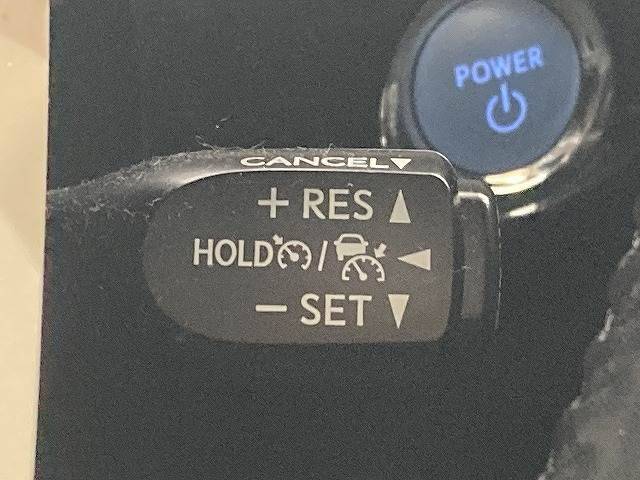 POWER
CANCEL▼
+ RES ▲
HOLD / ◀
− SET ▼